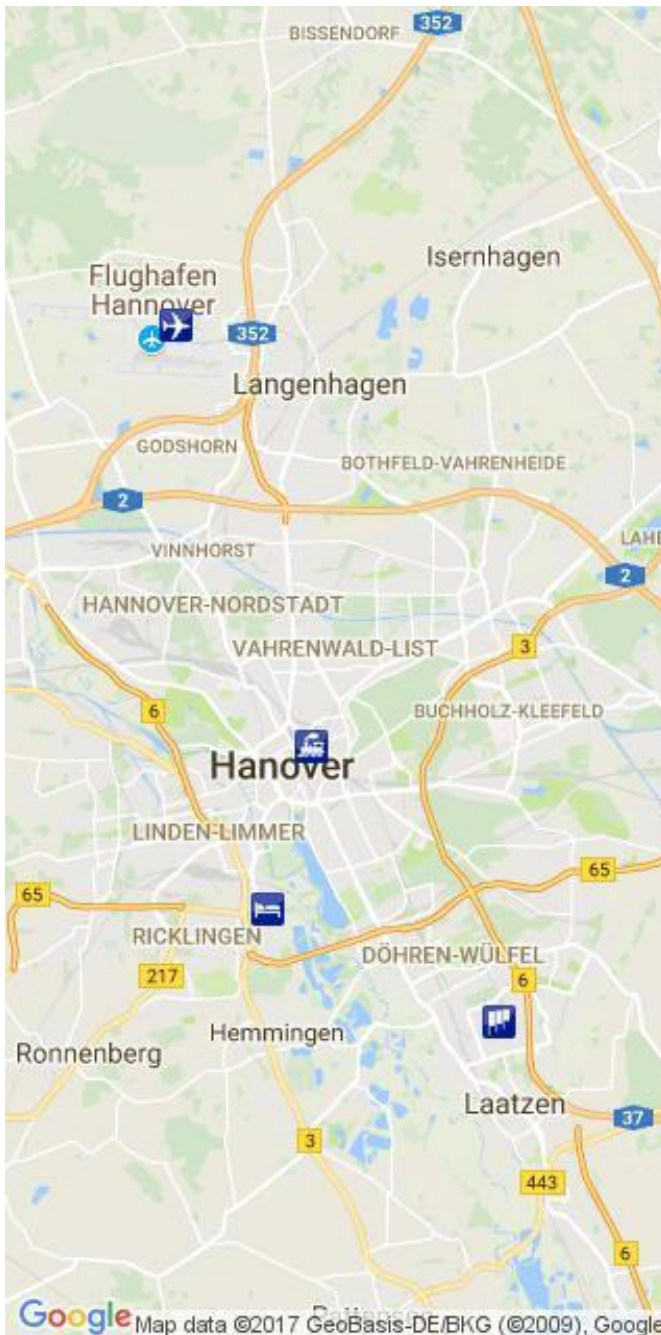 352
BISSENDORF
Isernhagen
Flughafen
Hannover
352
Langenhagen
GODSHORN
BOTHFELD-VAHRENHEIDE
2
LAHE
VINNHORST
2
HANNOVER-NORDSTADT
3
VAHRENWALD-LIST
6
BUCHHOLZ-KLEEFELD
Hanover
LINDEN-LIMMER
65
65
RICKLINGEN
DÖHREN-WÜLFEL
217
6
Hemmingen
Ronnenberg
Laatzen
37
3
443
6
Google
Map data ©2017 GeoBasis-DE/BKG (©2009), Google